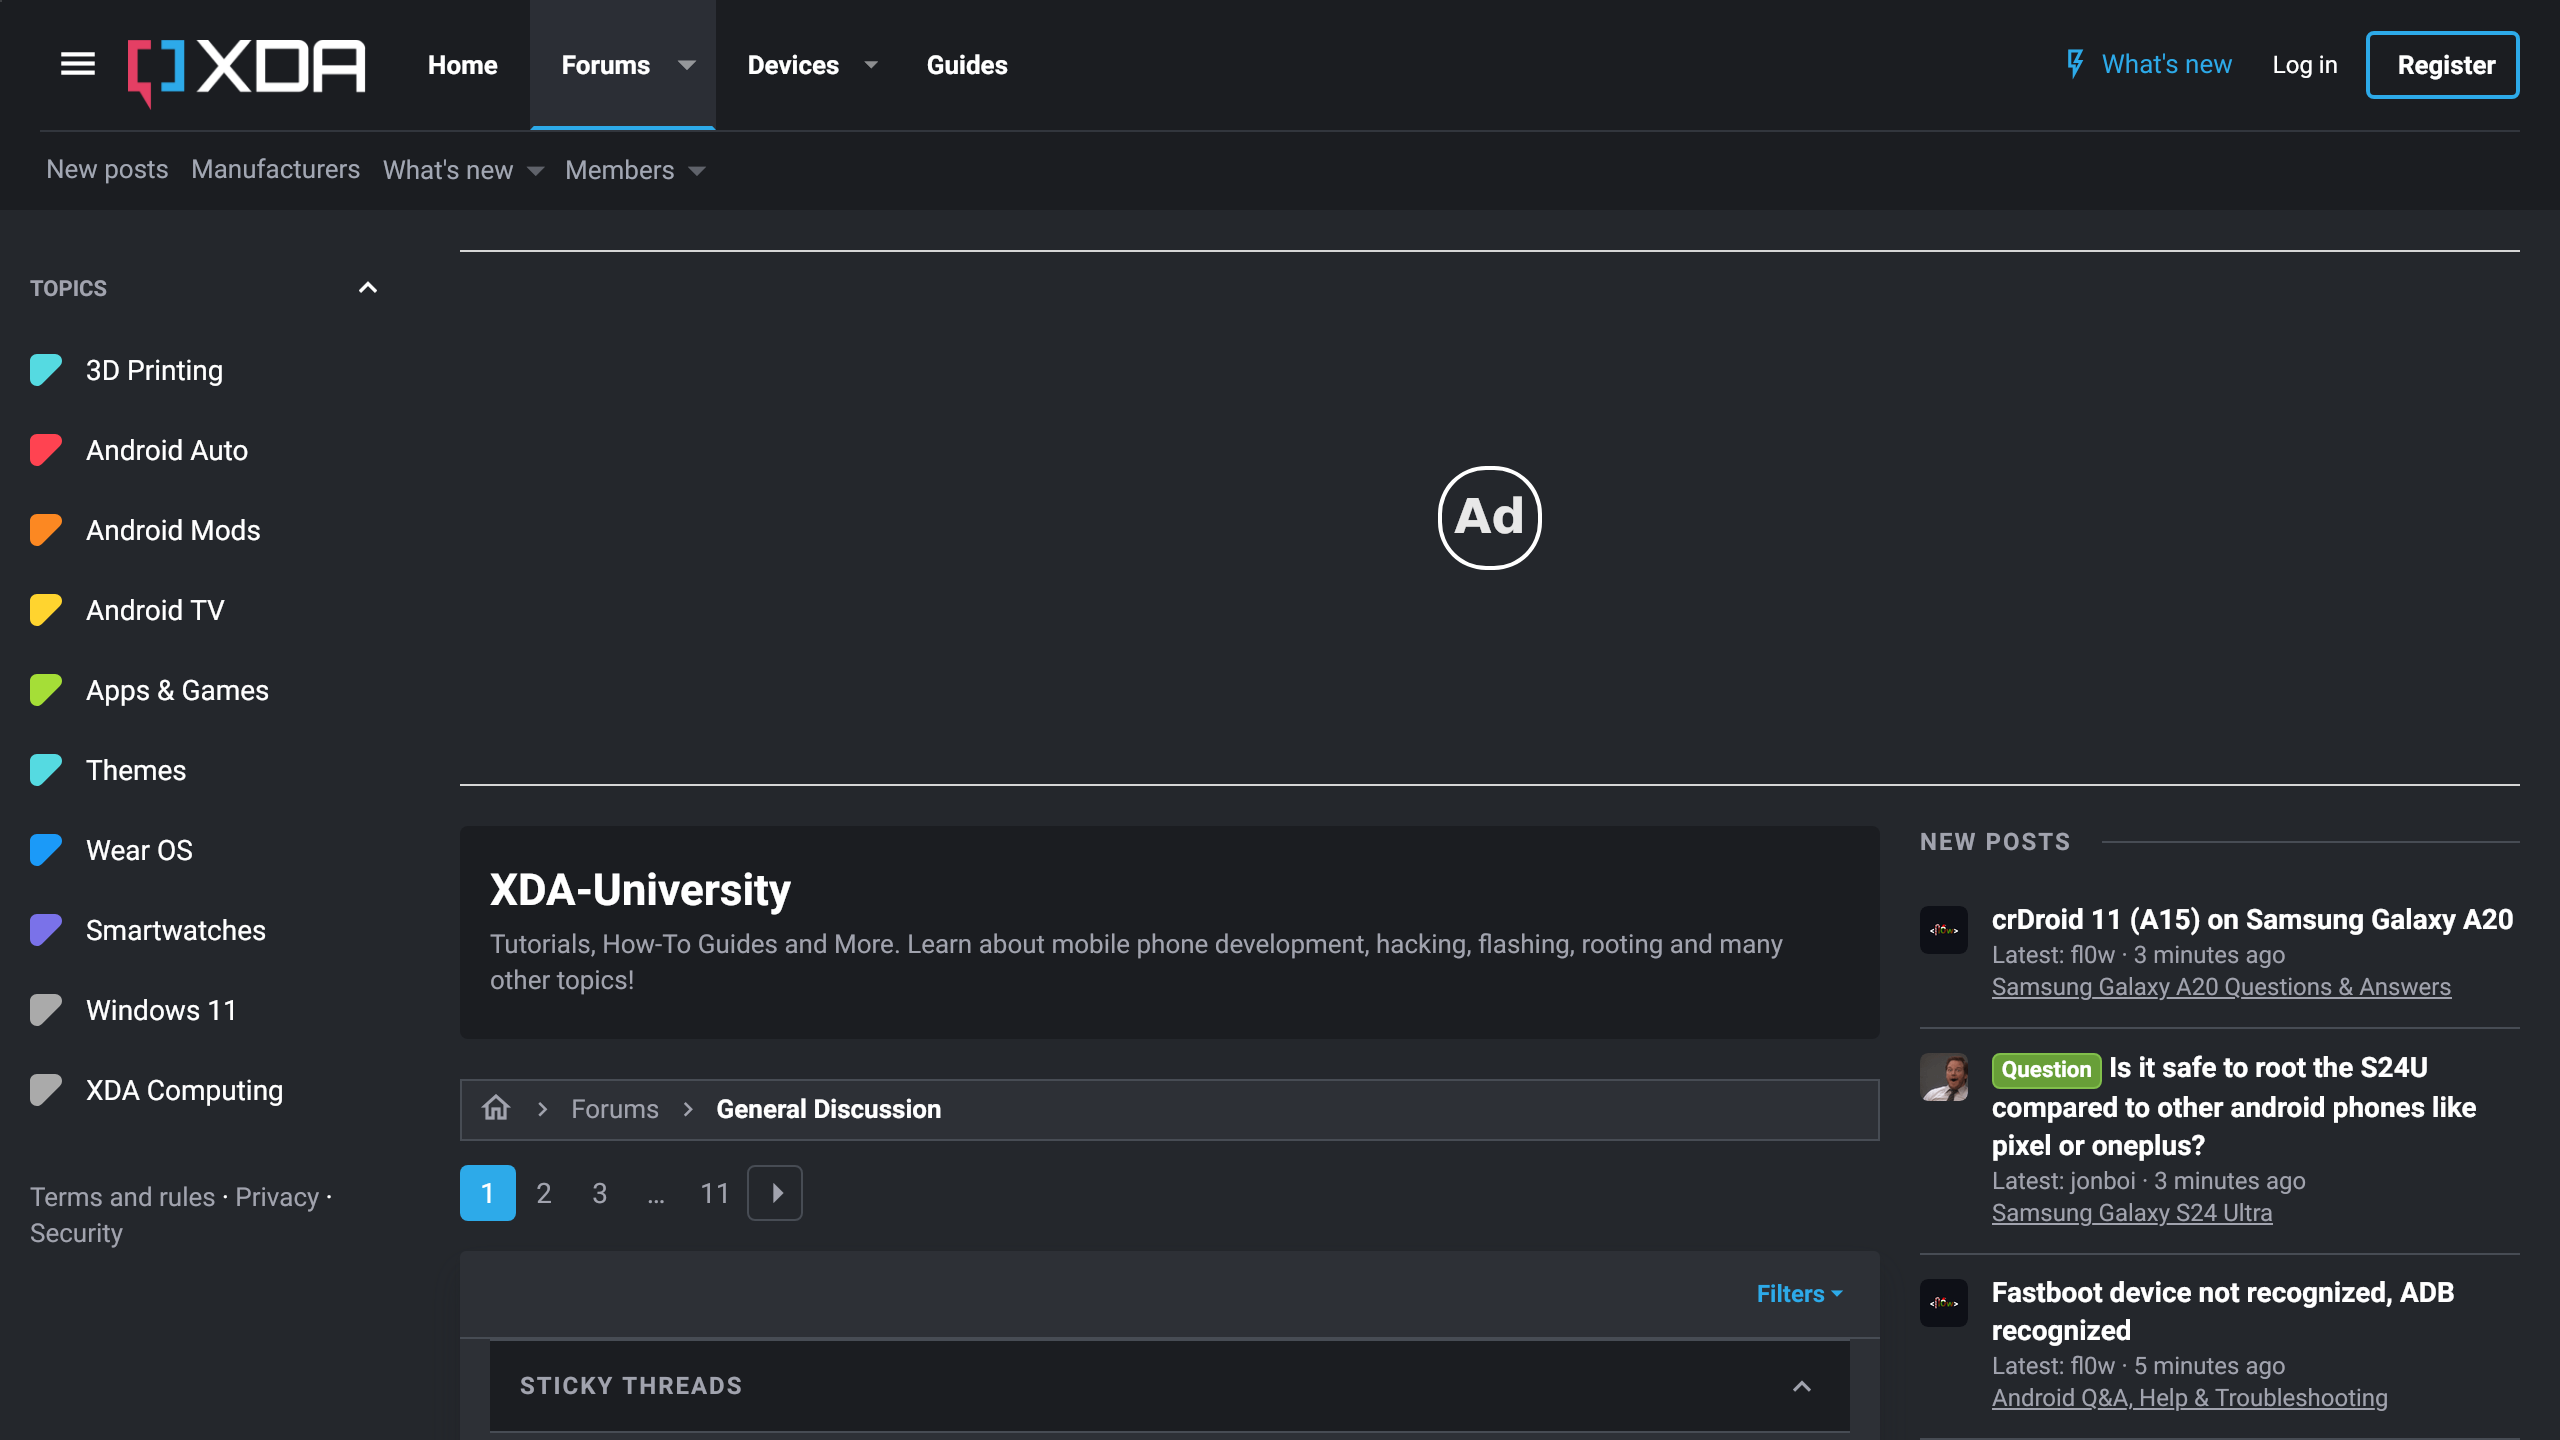 XDA
Home
Forums
Devices
Guides
What's new
Log in
Register
New posts
Manufacturers
What's new
Members
TOPICS
3D Printing
Android Auto
Android Mods
Android TV
Apps & Games
Themes
Wear OS
Smartwatches
Windows 11
XDA Computing
Terms and rules · Privacy ·
Security
Ad
XDA-University
Tutorials, How-To Guides and More. Learn about mobile phone development, hacking, flashing, rooting and many
other topics!
Forums
General Discussion
1 2 3 ... 11
Filters
STICKY THREADS
NEW POSTS
<fl0w>
crDroid 11 (A15) on Samsung Galaxy A20
Latest: fl0w · 3 minutes ago
Samsung Galaxy A20 Questions & Answers
Question Is it safe to root the S24U
compared to other android phones like
pixel or oneplus?
Latest: jonboi · 3 minutes ago
Samsung Galaxy S24 Ultra
<fl0w>
Fastboot device not recognized, ADB
recognized
Latest: fl0w · 5 minutes ago
Android Q&A, Help & Troubleshooting